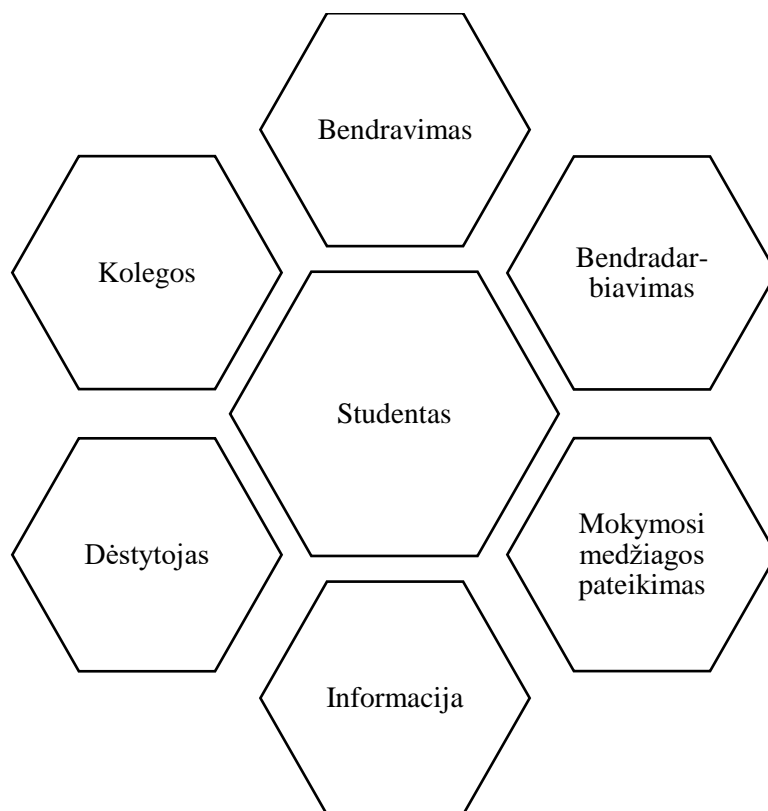 Bendravimas
Kolegos
Bendradar-
biavimas
Studentas
Dėstytojas
Mokymosi
medžiagos
pateikimas
Informacija